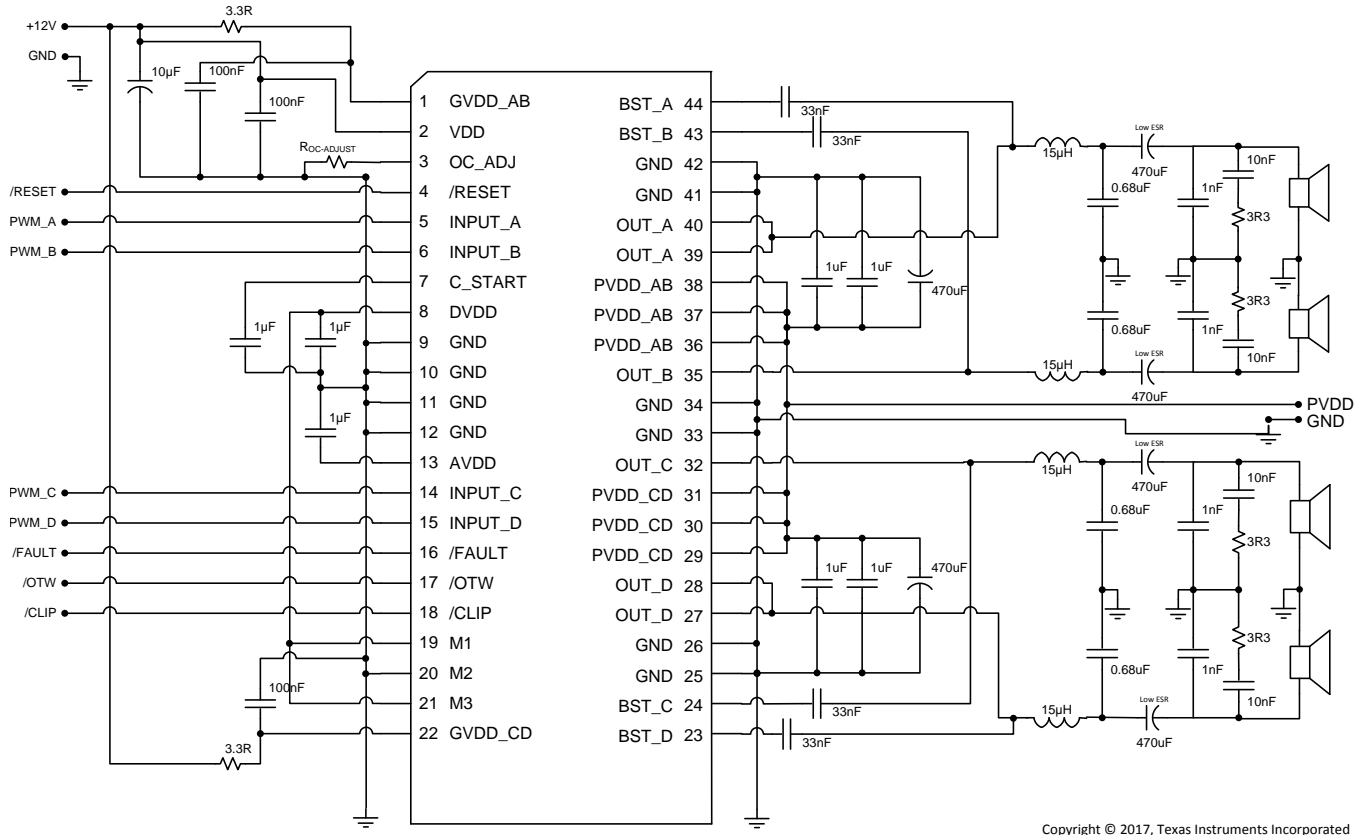 +12V
3.3R
GND
10µF
100nF
100nF
R_OC-ADJUST
/RESET
PWM_A
PWM_B
1µF
1µF
1µF
PWM_C
PWM_D
/FAULT
/OTW
/CLIP
100nF
3.3R
1 GVDD_AB
2 VDD
3 OC_ADJ
4 /RESET
5 INPUT_A
6 INPUT_B
7 C_START
8 DVDD
9 GND
10 GND
11 GND
12 GND
13 AVDD
14 INPUT_C
15 INPUT_D
16 /FAULT
17 /OTW
18 /CLIP
19 M1
20 M2
21 M3
22 GVDD_CD
BST_A 44
BST_B 43
GND 42
GND 41
OUT_A 40
OUT_A 39
PVDD_AB 38
PVDD_AB 37
PVDD_AB 36
OUT_B 35
GND 34
GND 33
OUT_C 32
PVDD_CD 31
PVDD_CD 30
PVDD_CD 29
OUT_D 28
OUT_D 27
GND 26
GND 25
BST_C 24
BST_D 23
33nF
33nF
1uF
1uF
470uF
15µH
Low ESR
470uF
0.68uF
1nF
10nF
3R3
3R3
0.68uF
1nF
10nF
15µH
Low ESR
470uF
PVDD
GND
15µH
Low ESR
470uF
0.68uF
1nF
10nF
3R3
1uF
1uF
470uF
3R3
0.68uF
1nF
10nF
33nF
33nF
15µH
Low ESR
470uF
Copyright © 2017, Texas Instruments Incorporated